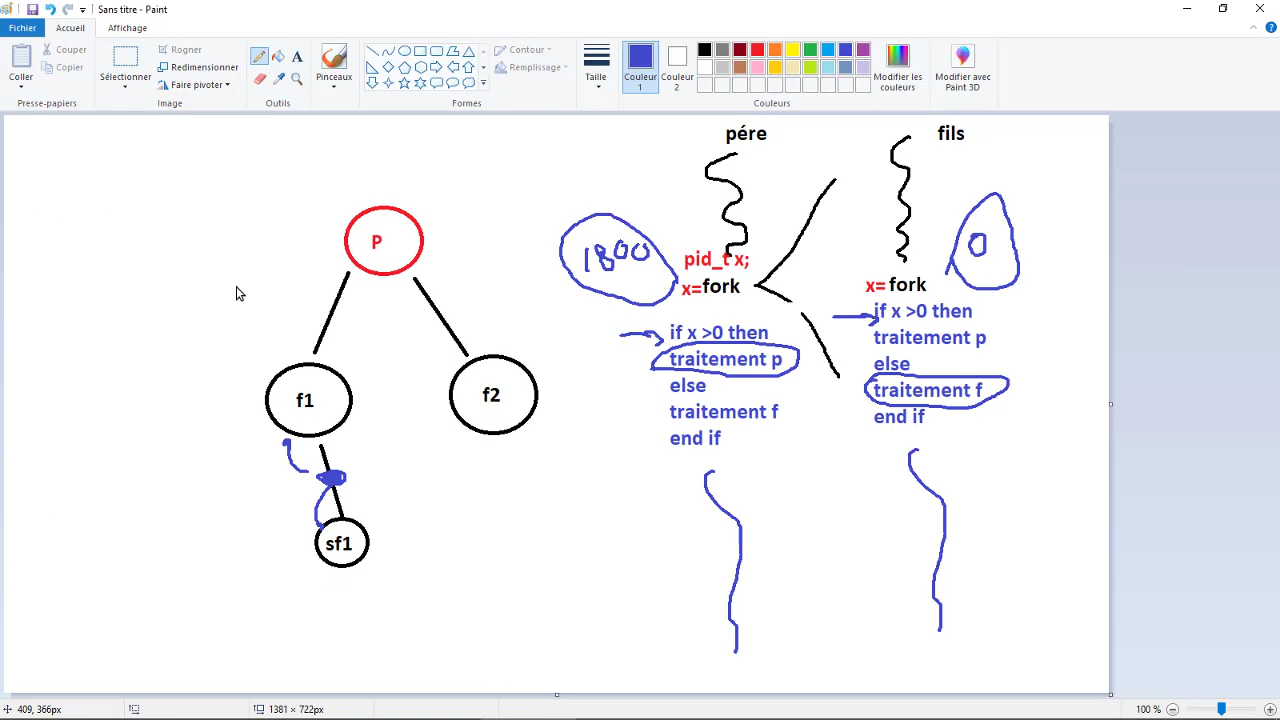 Sans titre - Paint
Fichier
Accueil
Affichage
Coller
Couper
Copier
Presse-papiers
Sélectionner
Rogner
Redimensionner
Faire pivoter
Image
A
Outils
Pinceaux
Contour
Remplissage
Formes
Taille
Couleur 1
Couleur 2
Modifier les couleurs
Couleurs
Modifier avec Paint 3D
pére
fils
P
f1
f2
sf1
1800
pid_t x;
x=fork
if x >0 then
traitement p
else
traitement f
end if
0
x=fork
if x >0 then
traitement p
else
traitement f
end if
409, 366px
1381 × 722px
100 %